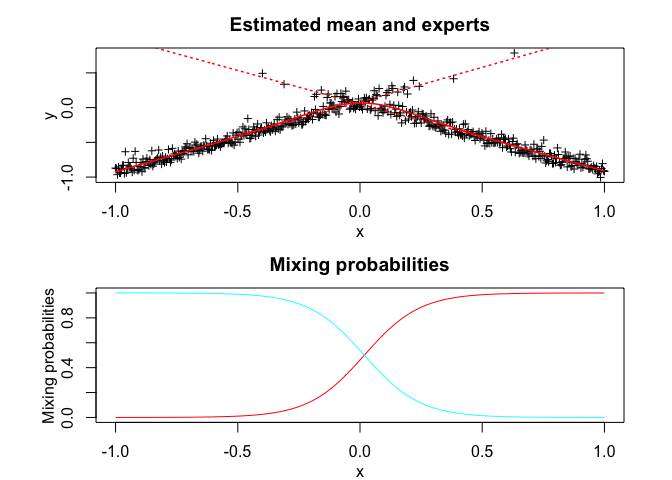 Estimated mean and experts
y
0.0
-1.0
-1.0 -0.5 0.0 0.5 1.0
x
Mixing probabilities
Mixing probabilities
0.8
0.4
0.0
-1.0 -0.5 0.0 0.5 1.0
x